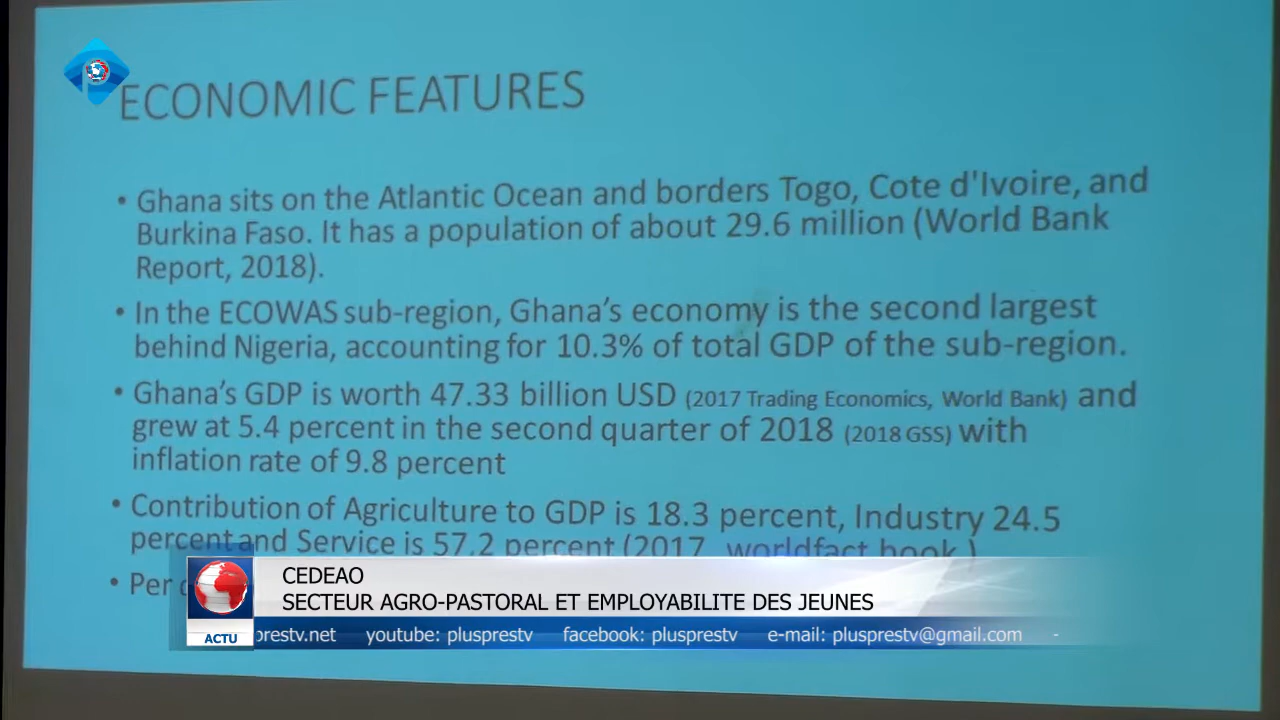 ECONOMIC FEATURES
• Ghana sits on the Atlantic Ocean and borders Togo, Cote d'Ivoire, and
Burkina Faso. It has a population of about 29.6 million (World Bank
Report, 2018).
• In the ECOWAS sub-region, Ghana’s economy is the second largest
behind Nigeria, accounting for 10.3% of total GDP of the sub-region.
• Ghana’s GDP is worth 47.33 billion USD (2017 Trading Economics, World Bank) and
grew at 5.4 percent in the second quarter of 2018 (2018 GSS) with
inflation rate of 9.8 percent
• Contribution of Agriculture to GDP is 18.3 percent, Industry 24.5
percent and Service is 57.2 percent (2017, worldfact book )
• Per
CEDEAO
SECTEUR AGRO-PASTORAL ET EMPLOYABILITE DES JEUNES
ACTU
prestv.net youtube: plusprestv facebook: plusprestv e-mail: plusprestv@gmail.com -